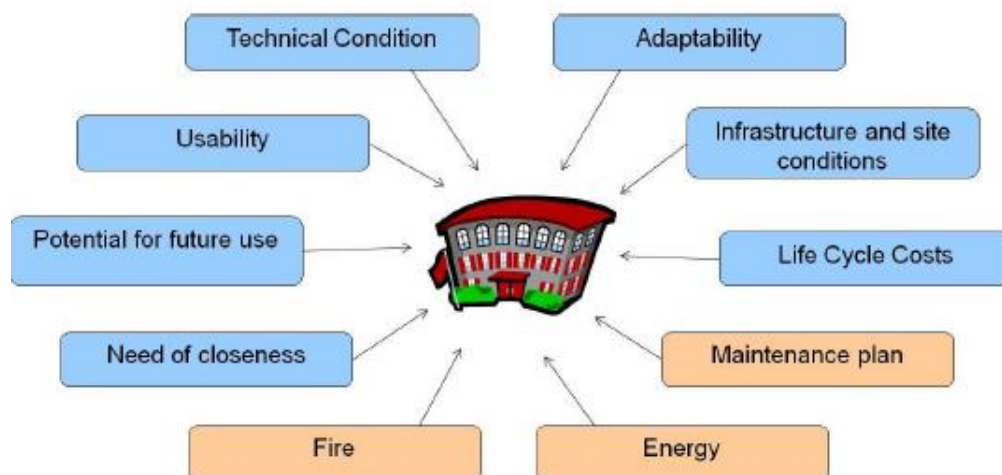 Technical Condition
Adaptability
Usability
Infrastructure and site
conditions
Potential for future use
Life Cycle Costs
Need of closeness
Maintenance plan
Fire
Energy